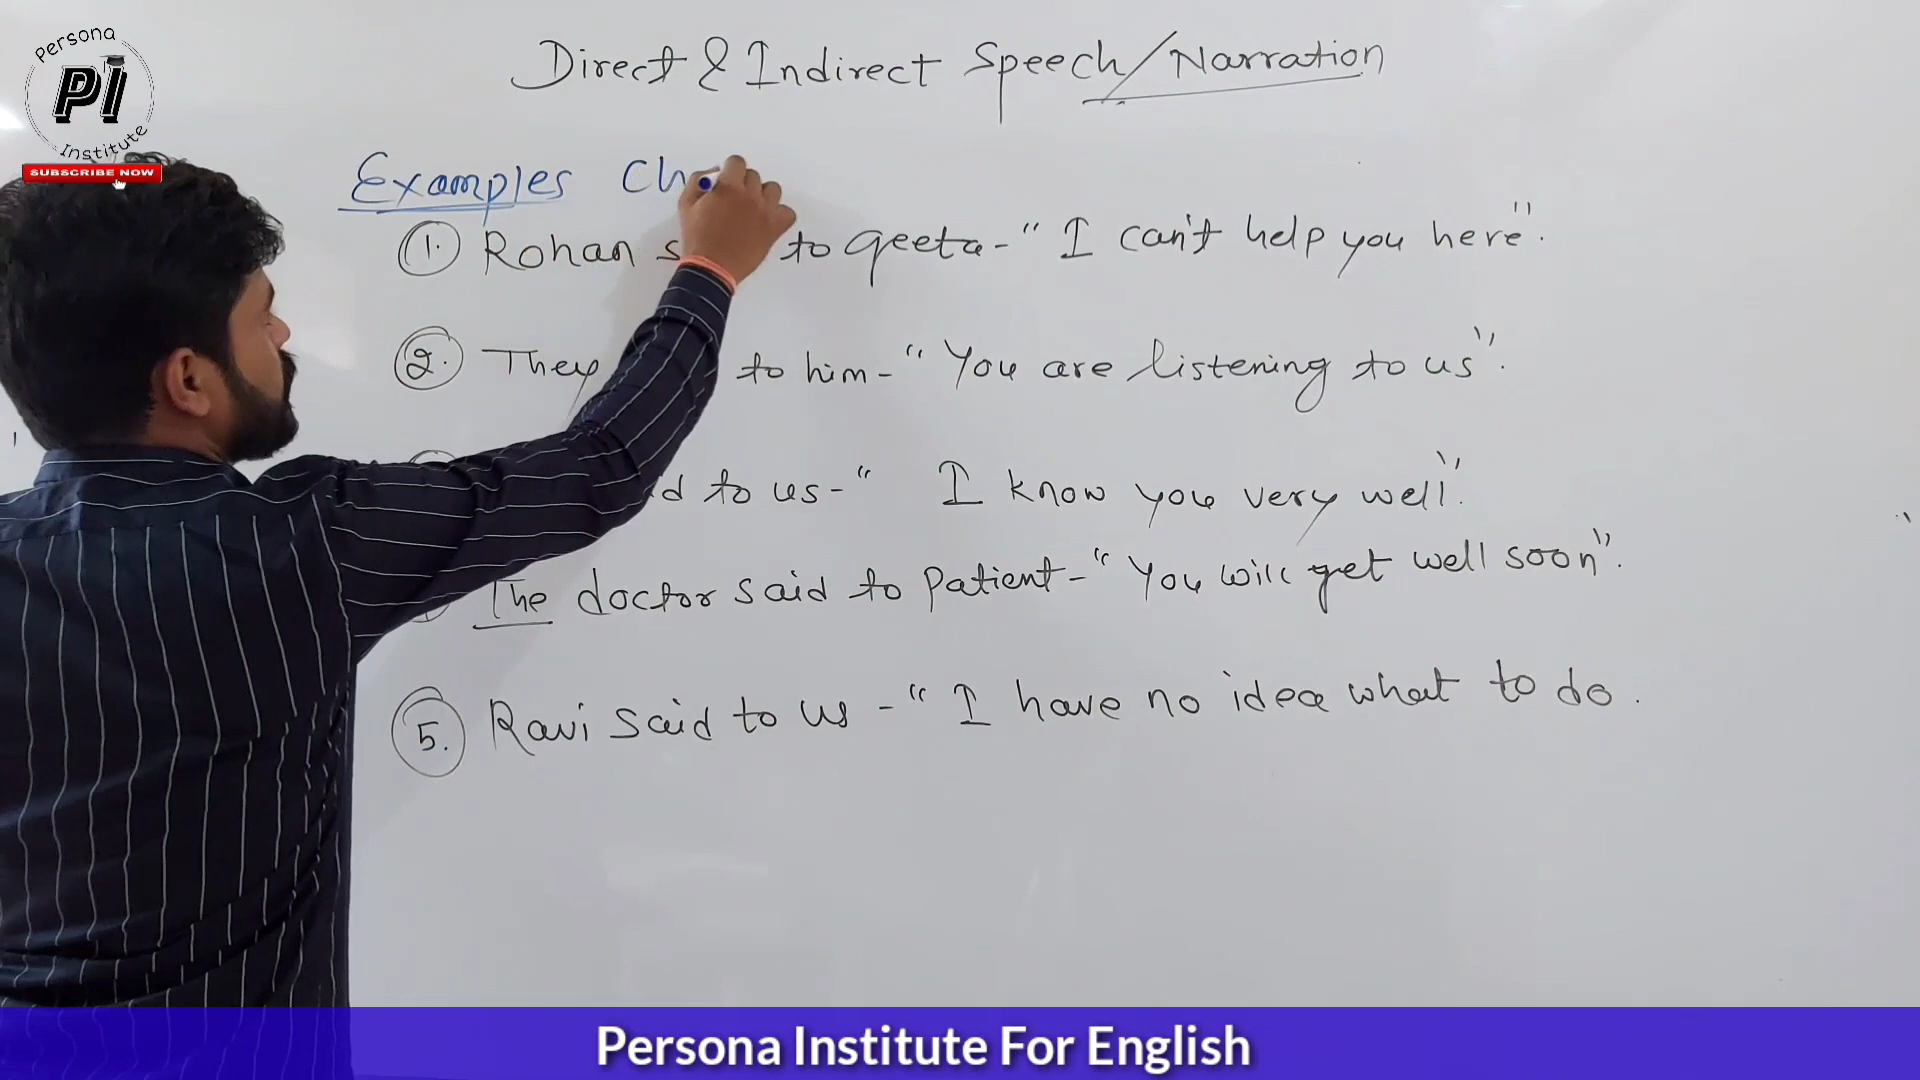 Persona
PI
Institute
SUBSCRIBE NOW
Direct & Indirect Speech/Narration
Examples Ch
1. Rohan s to geeta - " I can't help you here".
2. They to him - " You are listening to us".
to us - " I know you very well".
The doctor said to Patient - " You will get well soon".
5. Ravi said to us - " I have no idea what to do.
Persona Institute For English